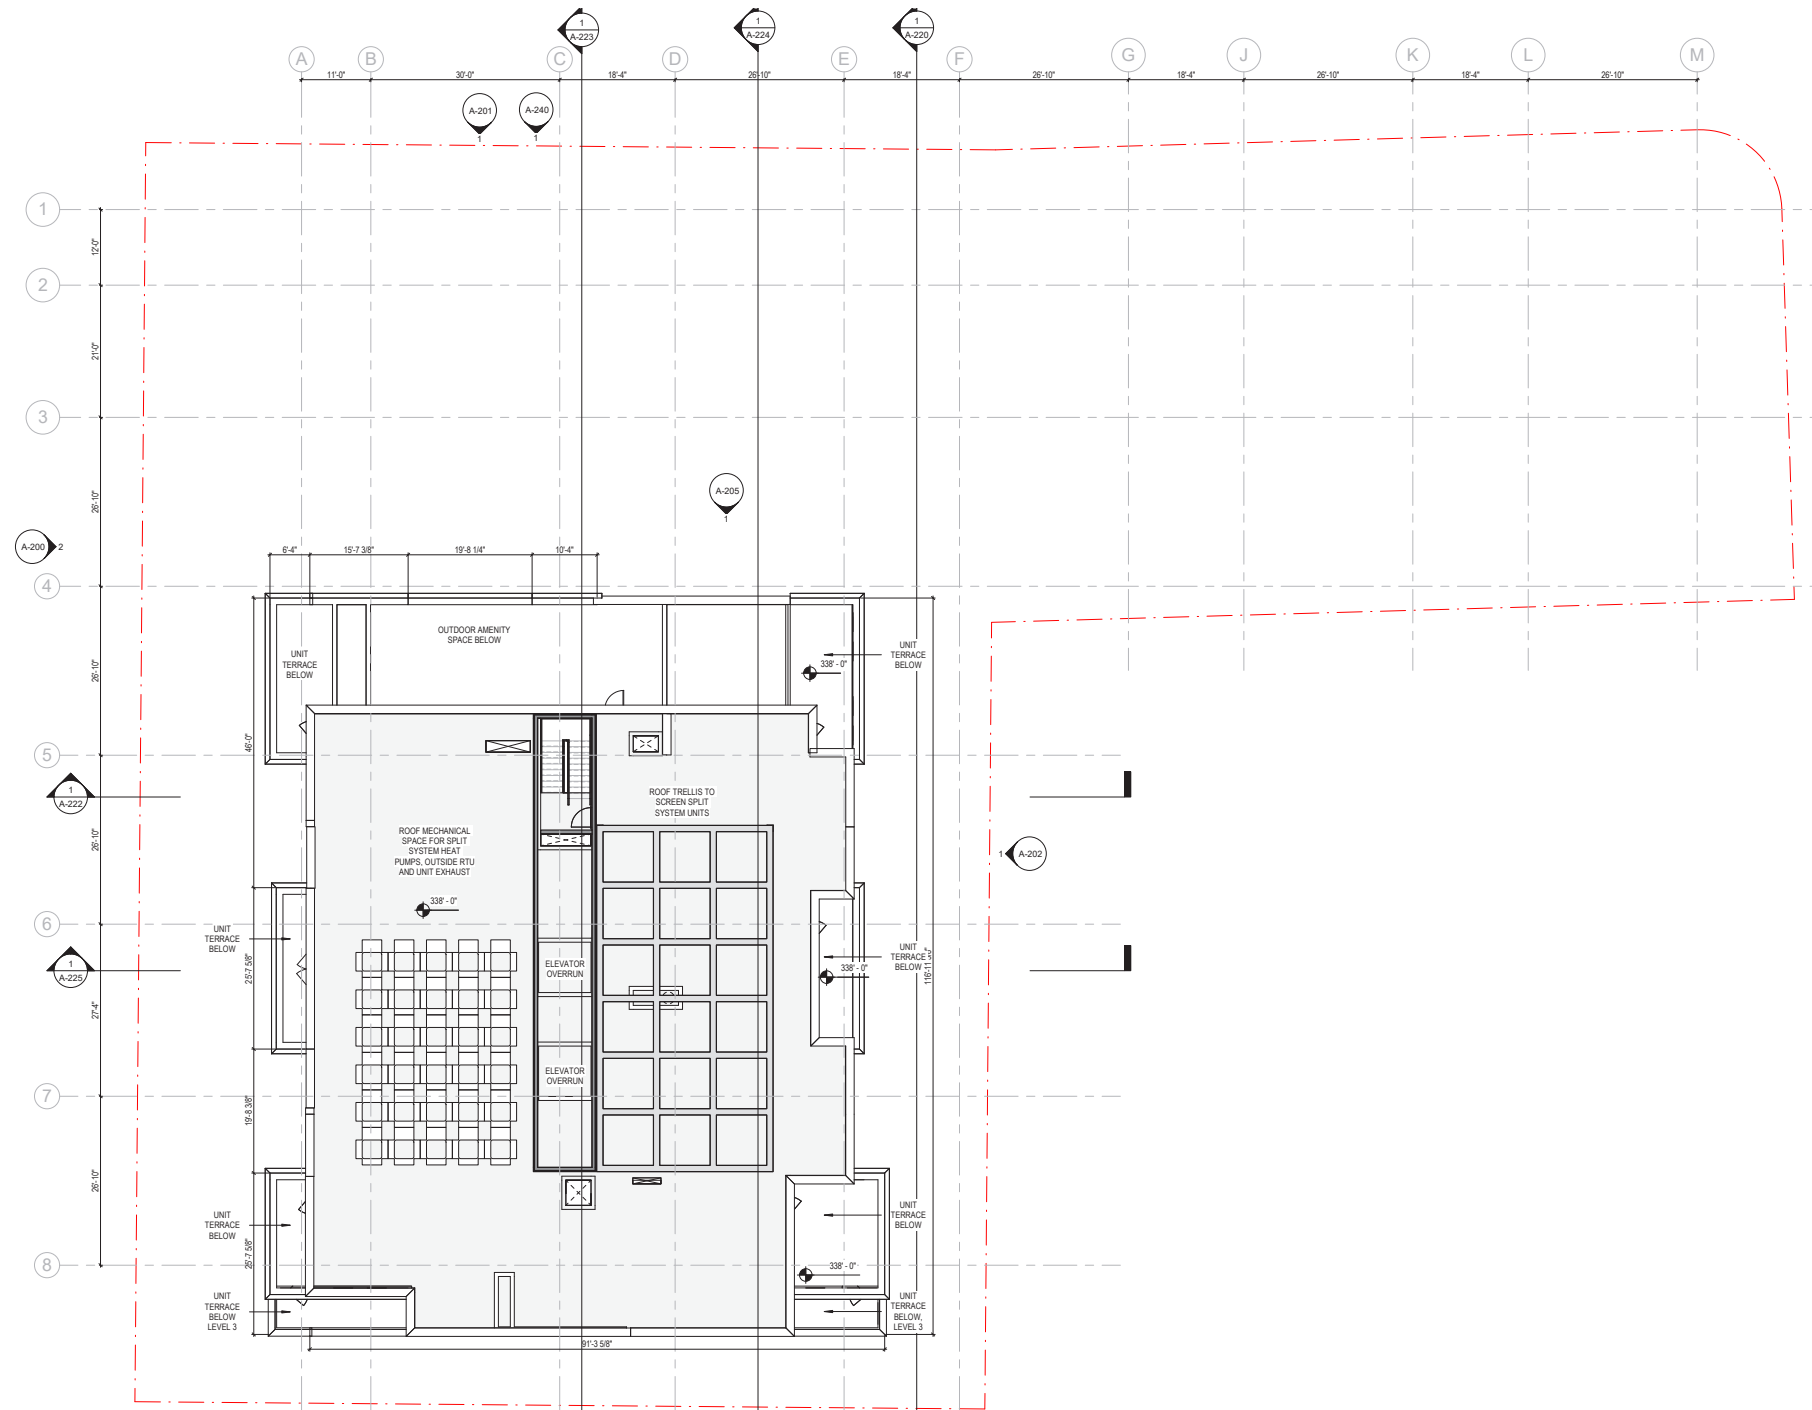 1
A-223
1
A-224
1
A-220
A
B
C
D
E
F
G
J
K
L
M
11'-0"
30'-0"
18'-4"
26'-10"
18'-4"
26'-10"
18'-4"
26'-10"
18'-4"
26'-10"
A-201
1
A-240
1
1
12'-0"
2
21'-0"
3
26'-10"
A-205
1
A-200
2
6'-4"
15'-7 3/8"
19'-8 1/4"
10'-4"
4
OUTDOOR AMENITY
SPACE BELOW
UNIT
TERRACE
BELOW
UNIT
TERRACE
BELOW
338' - 0"
26'-10"
46'-0"
5
1
A-222
ROOF TRELLIS TO
SCREEN SPLIT
SYSTEM UNITS
ROOF MECHANICAL
SPACE FOR SPLIT
SYSTEM HEAT
PUMPS, OUTSIDE RTU
AND UNIT EXHAUST
26'-10"
1
A-202
338' - 0"
6
UNIT
TERRACE
BELOW
UNIT
TERRACE
BELOW
338' - 0"
25'-7 5/8"
1
A-225
ELEVATOR
OVERRUN
27'-4"
ELEVATOR
OVERRUN
7
19'-8 3/8"
26'-10"
UNIT
TERRACE
BELOW
UNIT
TERRACE
BELOW
25'-7 5/8"
8
338' - 0"
UNIT
TERRACE
BELOW
LEVEL 3
UNIT
TERRACE
BELOW,
LEVEL 3
91'-3 5/8"